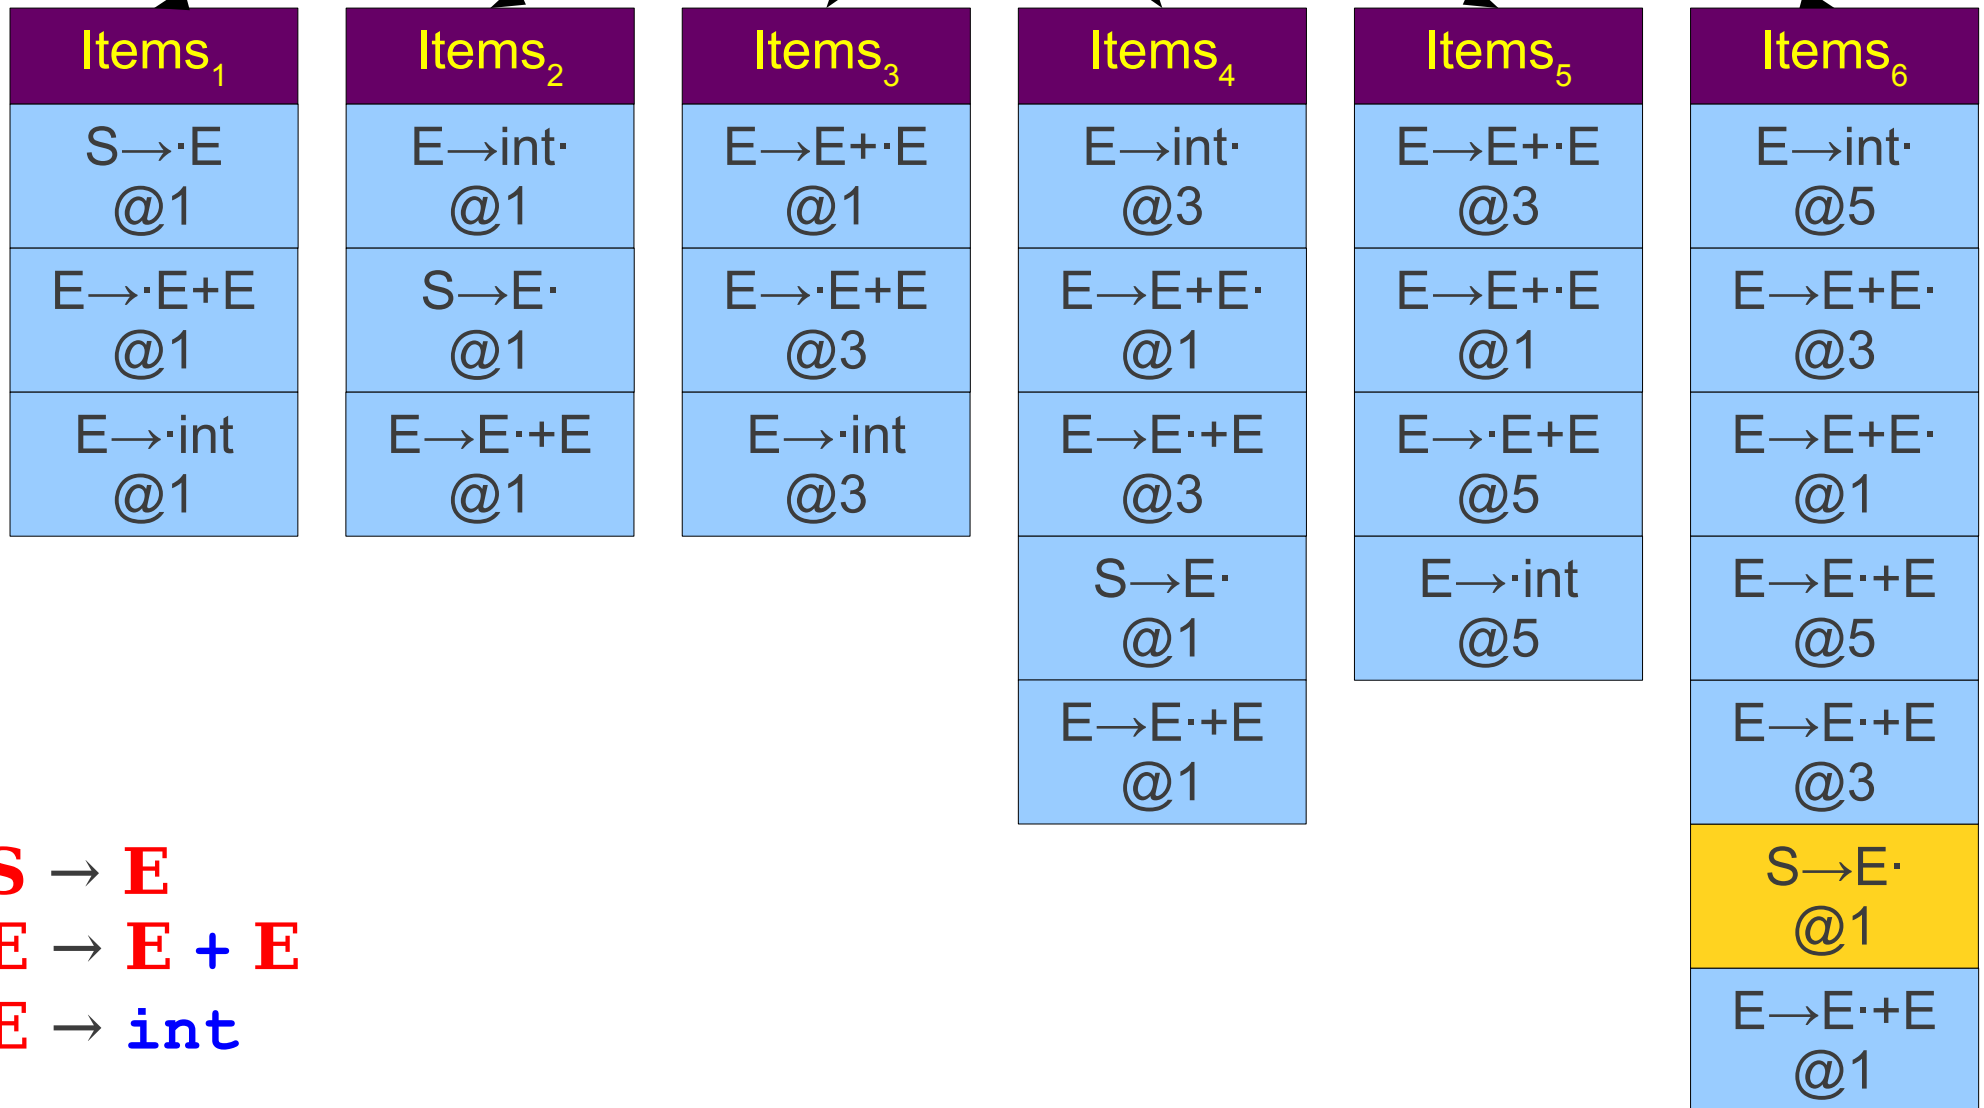 Items₁
S→·E
@1
E→·E+E
@1
E→·int
@1
Items₂
E→int·
@1
S→E·
@1
E→E·+E
@1
Items₃
E→E+·E
@1
E→·E+E
@3
E→·int
@3
Items₄
E→int·
@3
E→E+E·
@1
E→E·+E
@3
S→E·
@1
E→E·+E
@1
Items₅
E→E+·E
@3
E→E+·E
@1
E→·E+E
@5
E→·int
@5
Items₆
E→int·
@5
E→E+E·
@3
E→E+E·
@1
E→E·+E
@5
E→E·+E
@3
S→E·
@1
E→E·+E
@1
S → E
E → E + E
E → int